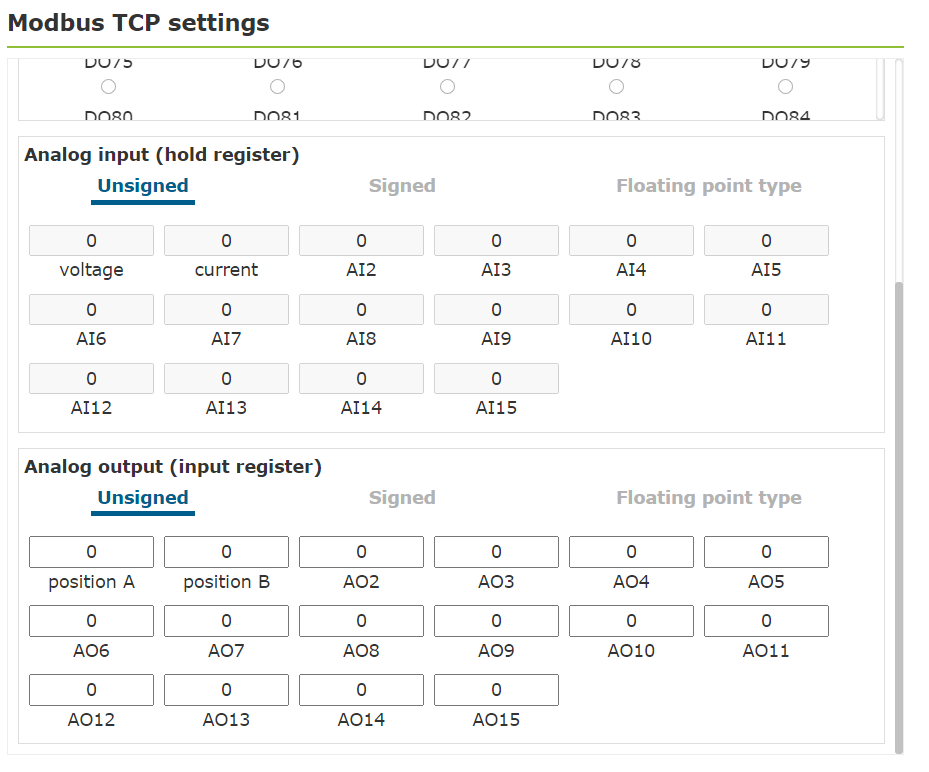 Modbus TCP settings
DO75 DO76 DO77 DO78 DO79
DO80 DO81 DO82 DO83 DO84
Analog input (hold register)
Unsigned Signed Floating point type
0 0 0 0 0 0
voltage current AI2 AI3 AI4 AI5
0 0 0 0 0 0
AI6 AI7 AI8 AI9 AI10 AI11
0 0 0 0
AI12 AI13 AI14 AI15
Analog output (input register)
Unsigned Signed Floating point type
0 0 0 0 0 0
position A position B AO2 AO3 AO4 AO5
0 0 0 0 0 0
AO6 AO7 AO8 AO9 AO10 AO11
0 0 0 0
AO12 AO13 AO14 AO15